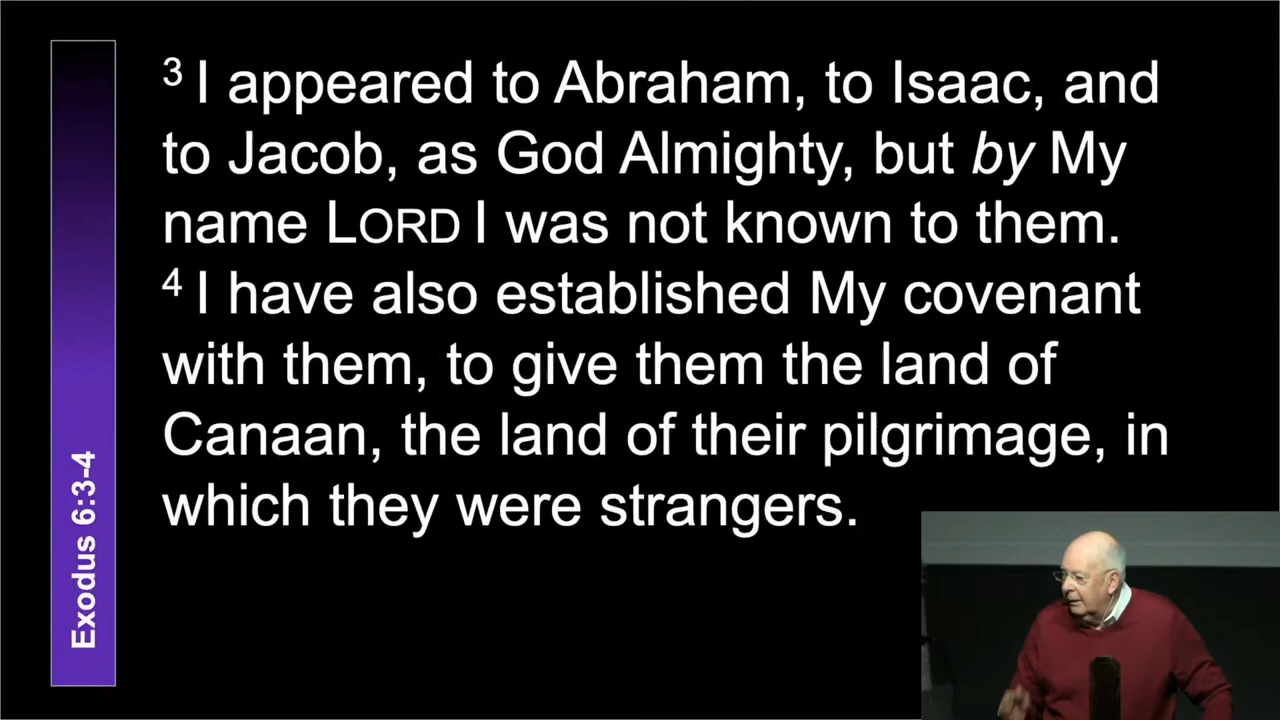 ³ I appeared to Abraham, to Isaac, and
to Jacob, as God Almighty, but by My
name LORD I was not known to them.
⁴ I have also established My covenant
with them, to give them the land of
Canaan, the land of their pilgrimage, in
which they were strangers.
Exodus 6:3-4